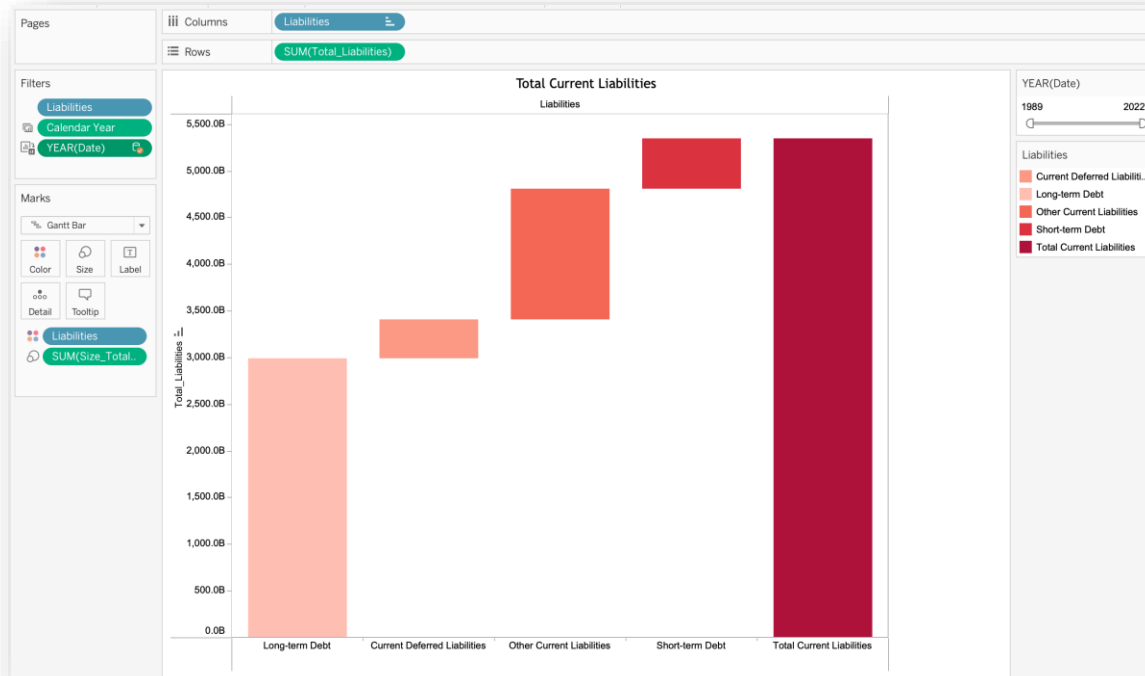 Pages
Columns
Liabilities
Rows
SUM(Total_Liabilities)
Filters
Liabilities
Calendar Year
YEAR(Date)
Marks
Gantt Bar
Color
Size
Label
Detail
Tooltip
Liabilities
SUM(Size_Total..
Total Current Liabilities
Liabilities
Total_Liabilities
5,500.0B
5,000.0B
4,500.0B
4,000.0B
3,500.0B
3,000.0B
2,500.0B
2,000.0B
1,500.0B
1,000.0B
500.0B
0.0B
Long-term Debt
Current Deferred Liabilities
Other Current Liabilities
Short-term Debt
Total Current Liabilities
YEAR(Date)
1989 2022
Liabilities
Current Deferred Liabiliti..
Long-term Debt
Other Current Liabilities
Short-term Debt
Total Current Liabilities